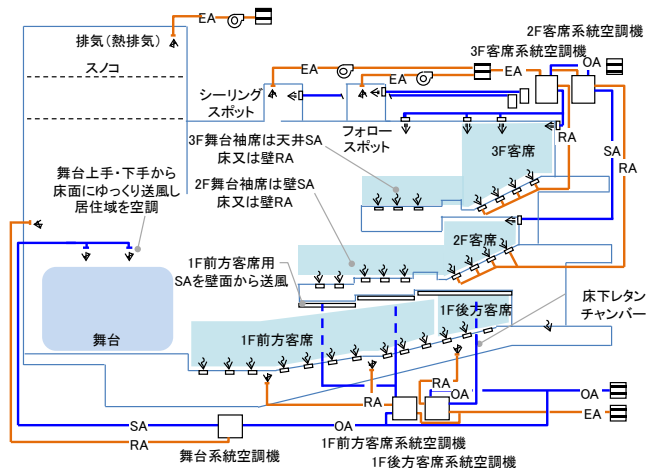 EA
排気(熱排気)
スノコ
シーリング
スポット
EA
EA
フォロー
スポット
2F客席系統空調機
3F客席系統空調機
EA
OA
RA
SA
RA
3F舞台袖席は天井SA
床又は壁RA
3F客席
2F舞台袖席は壁SA
床又は壁RA
2F客席
舞台上手・下手から
床面にゆっくり送風し
居住域を空調
1F前方客席用
SAを壁面から送風
床下レタン
チャンバー
舞台
1F前方客席
1F後方客席
RA
OA
OA
RA
EA
SA
OA
RA
舞台系統空調機
1F前方客席系統空調機
1F後方客席系統空調機